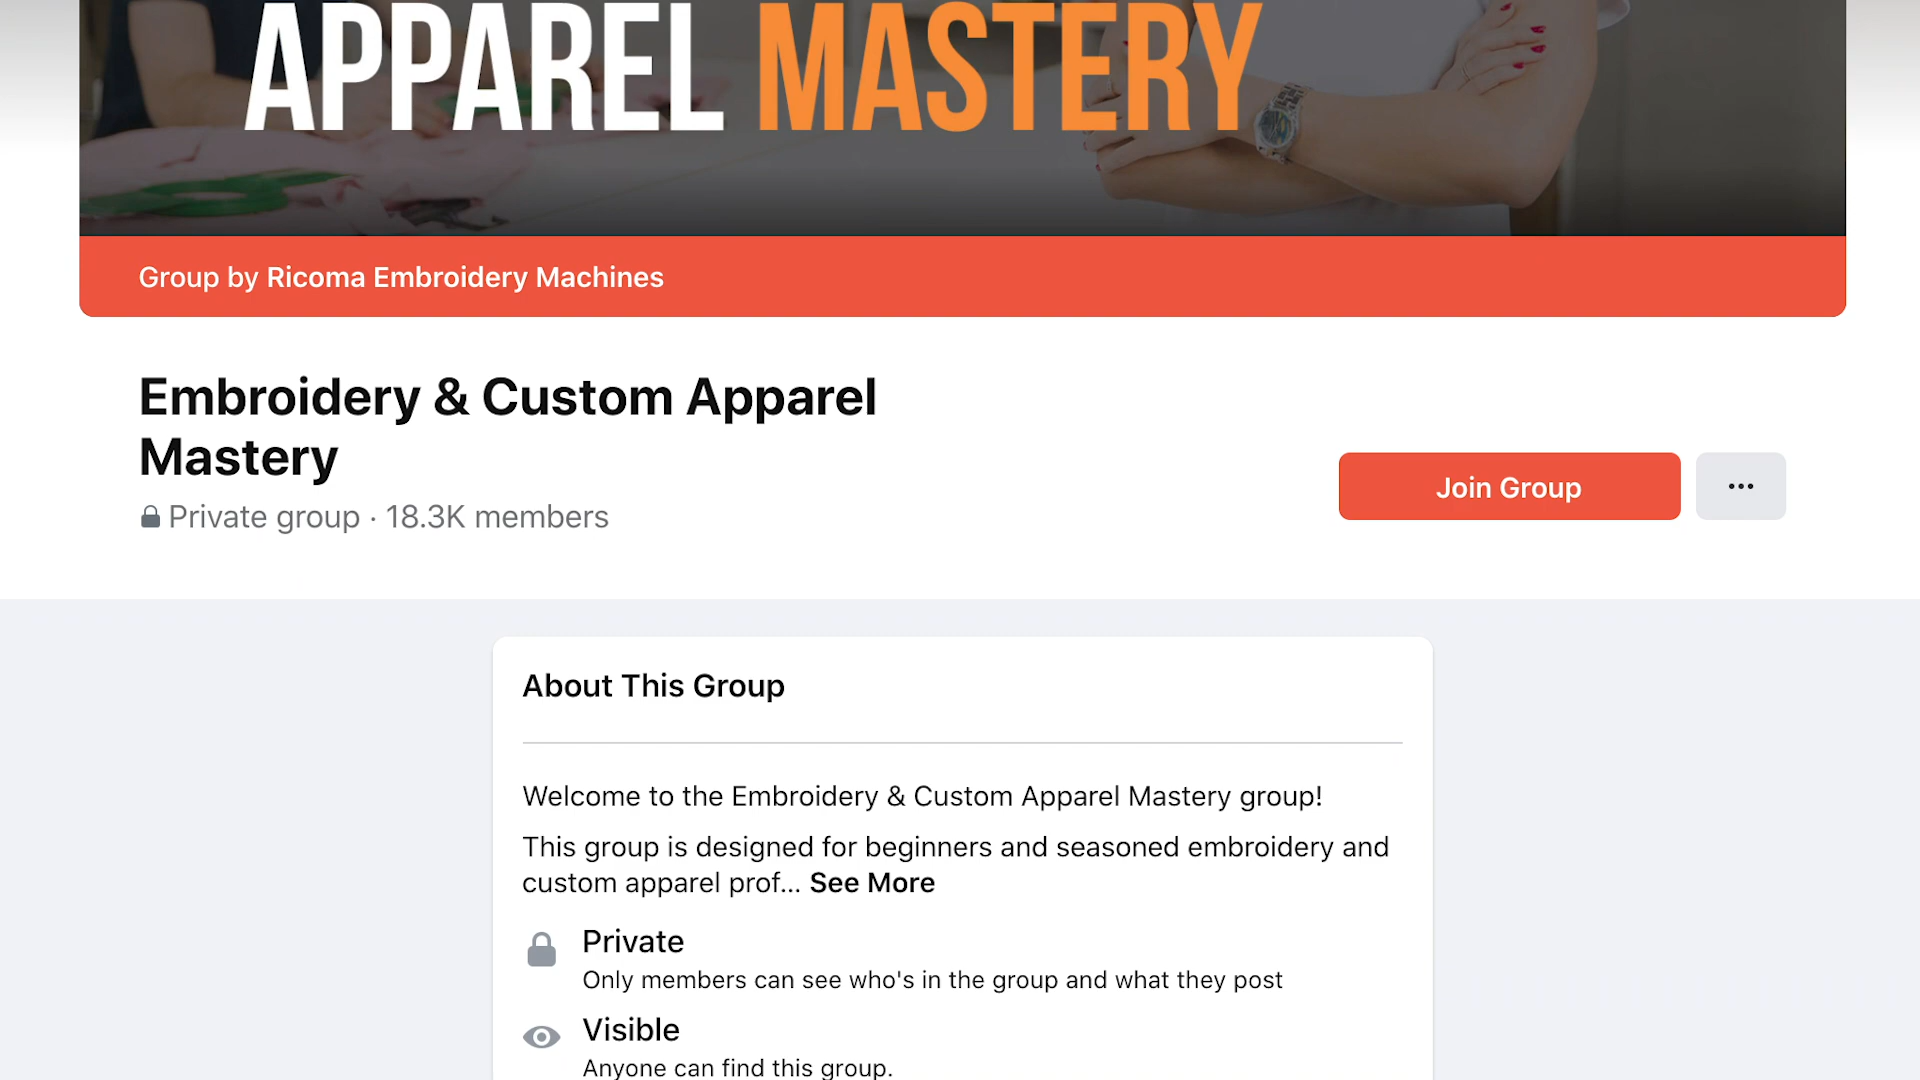 APPAREL MASTERY
Group by Ricoma Embroidery Machines
Embroidery & Custom Apparel
Mastery
Private group · 18.3K members
Join Group
...
About This Group
Welcome to the Embroidery & Custom Apparel Mastery group!
This group is designed for beginners and seasoned embroidery and
custom apparel prof... See More
Private
Only members can see who's in the group and what they post
Visible
Anyone can find this group.